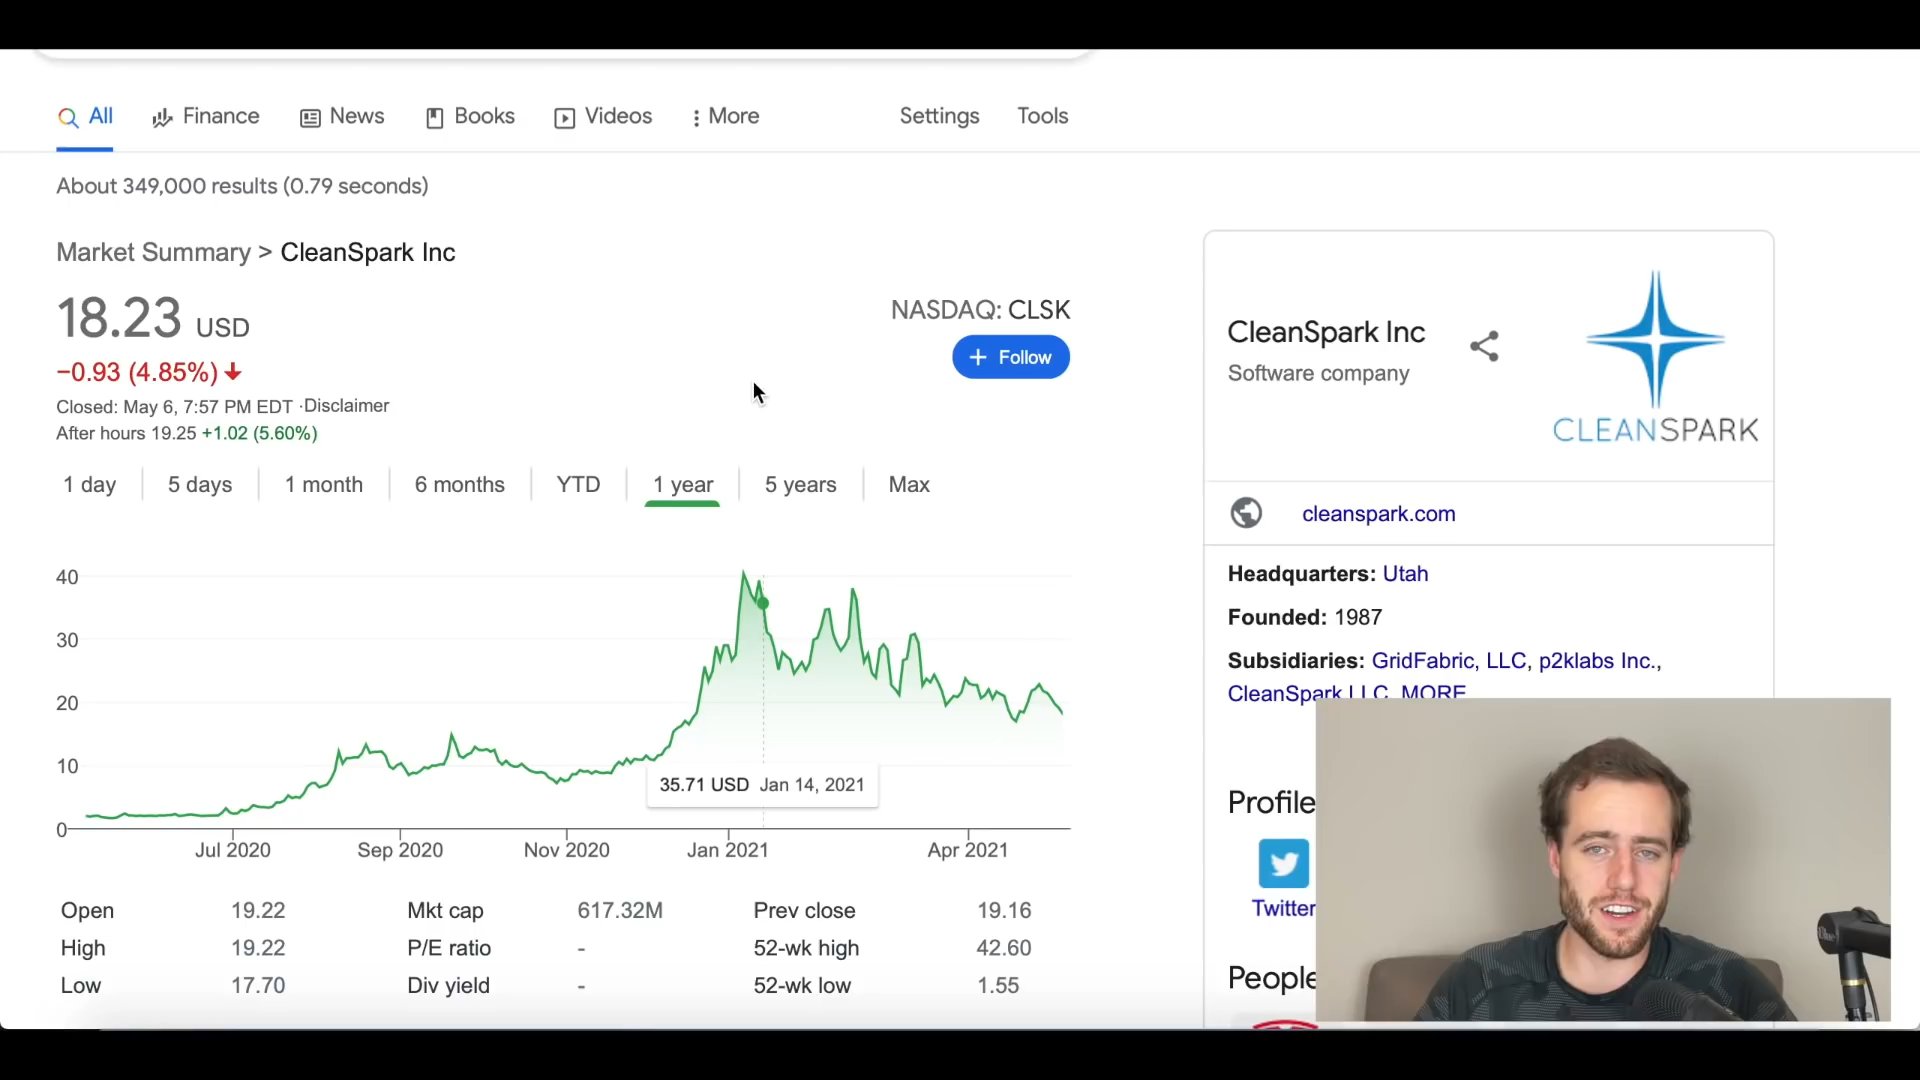 All
Finance
News
Books
Videos
More
Settings
Tools
About 349,000 results (0.79 seconds)
Market Summary > CleanSpark Inc
18.23 USD
NASDAQ: CLSK
−0.93 (4.85%)
+ Follow
Closed: May 6, 7:57 PM EDT ·Disclaimer
After hours 19.25 +1.02 (5.60%)
1 day
5 days
1 month
6 months
YTD
1 year
5 years
Max
40
30
20
10
0
35.71 USD Jan 14, 2021
Jul 2020
Sep 2020
Nov 2020
Jan 2021
Apr 2021
Open 19.22 Mkt cap 617.32M Prev close 19.16
High 19.22 P/E ratio - 52-wk high 42.60
Low 17.70 Div yield - 52-wk low 1.55
CleanSpark Inc
Software company
CLEANSPARK
cleanspark.com
Headquarters: Utah
Founded: 1987
Subsidiaries: GridFabric, LLC, p2klabs Inc.,
CleanSpark LLC, MORE
Profile
Twitter
People
Blue